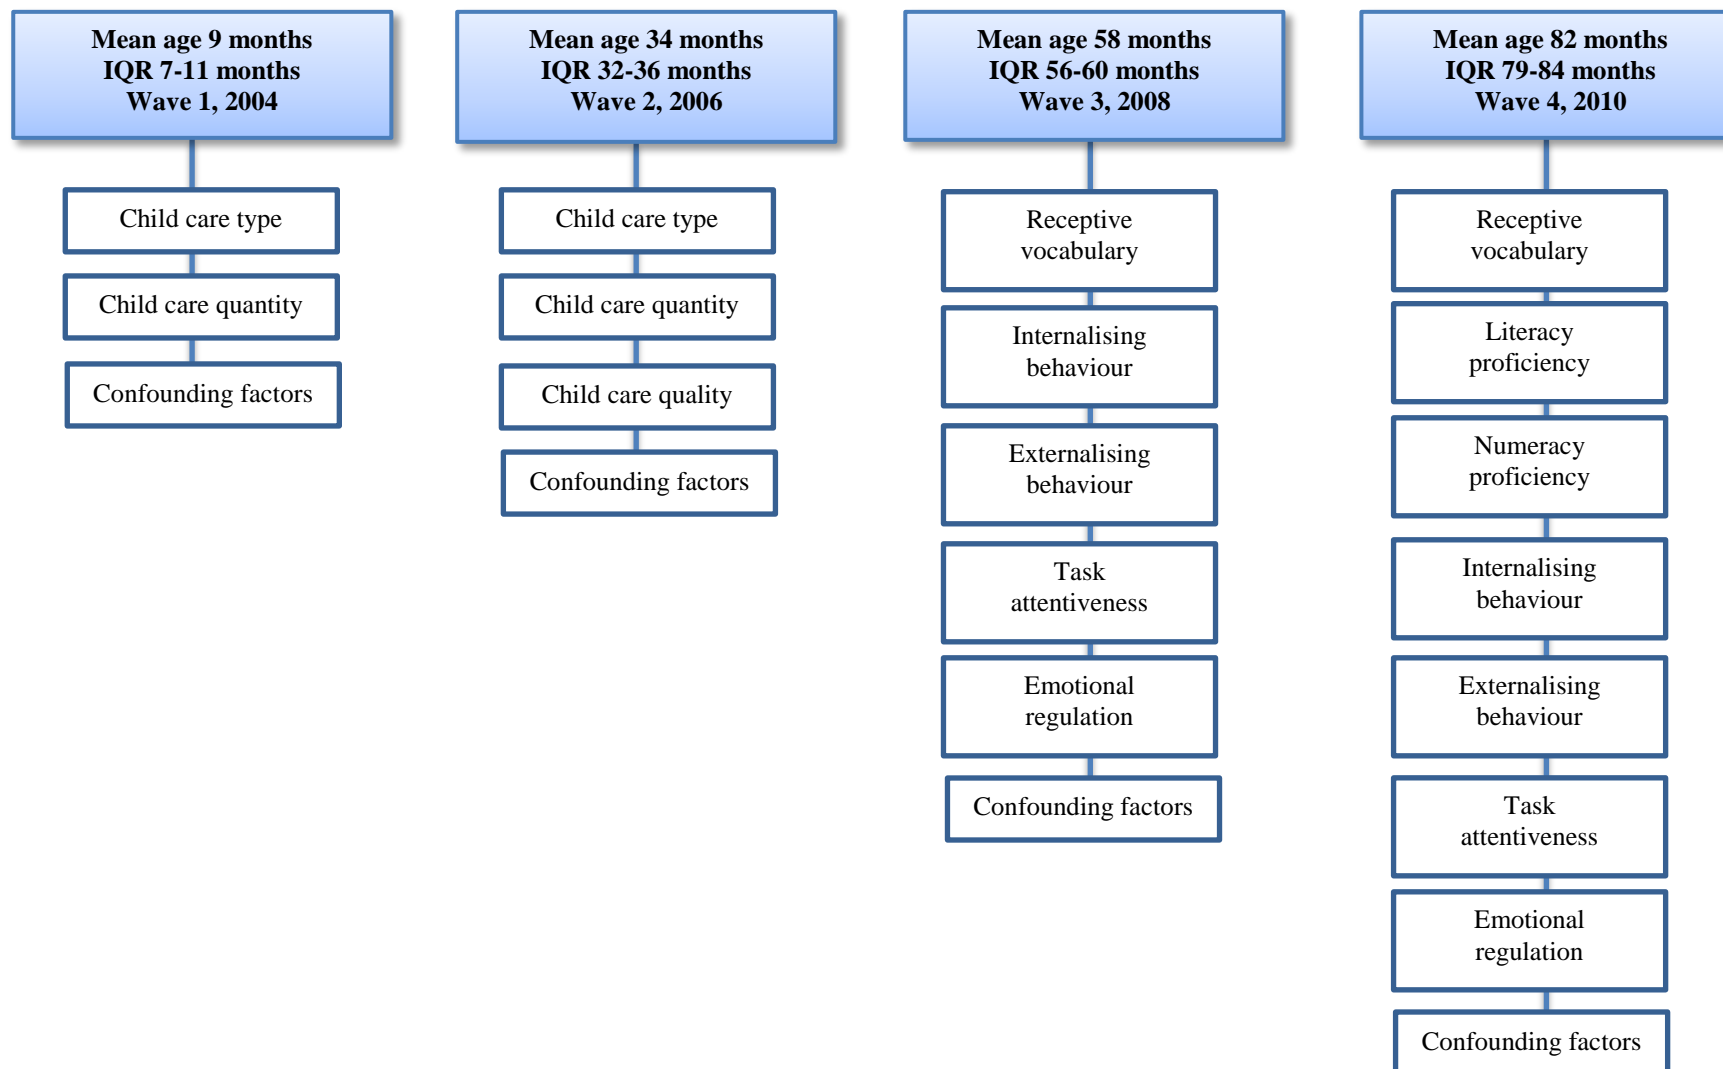 Mean age 9 months
IQR 7-11 months
Wave 1, 2004
Child care type
Child care quantity
Confounding factors
Mean age 34 months
IQR 32-36 months
Wave 2, 2006
Child care type
Child care quantity
Child care quality
Confounding factors
Mean age 58 months
IQR 56-60 months
Wave 3, 2008
Receptive
vocabulary
Internalising
behaviour
Externalising
behaviour
Task
attentiveness
Emotional
regulation
Confounding factors
Mean age 82 months
IQR 79-84 months
Wave 4, 2010
Receptive
vocabulary
Literacy
proficiency
Numeracy
proficiency
Internalising
behaviour
Externalising
behaviour
Task
attentiveness
Emotional
regulation
Confounding factors